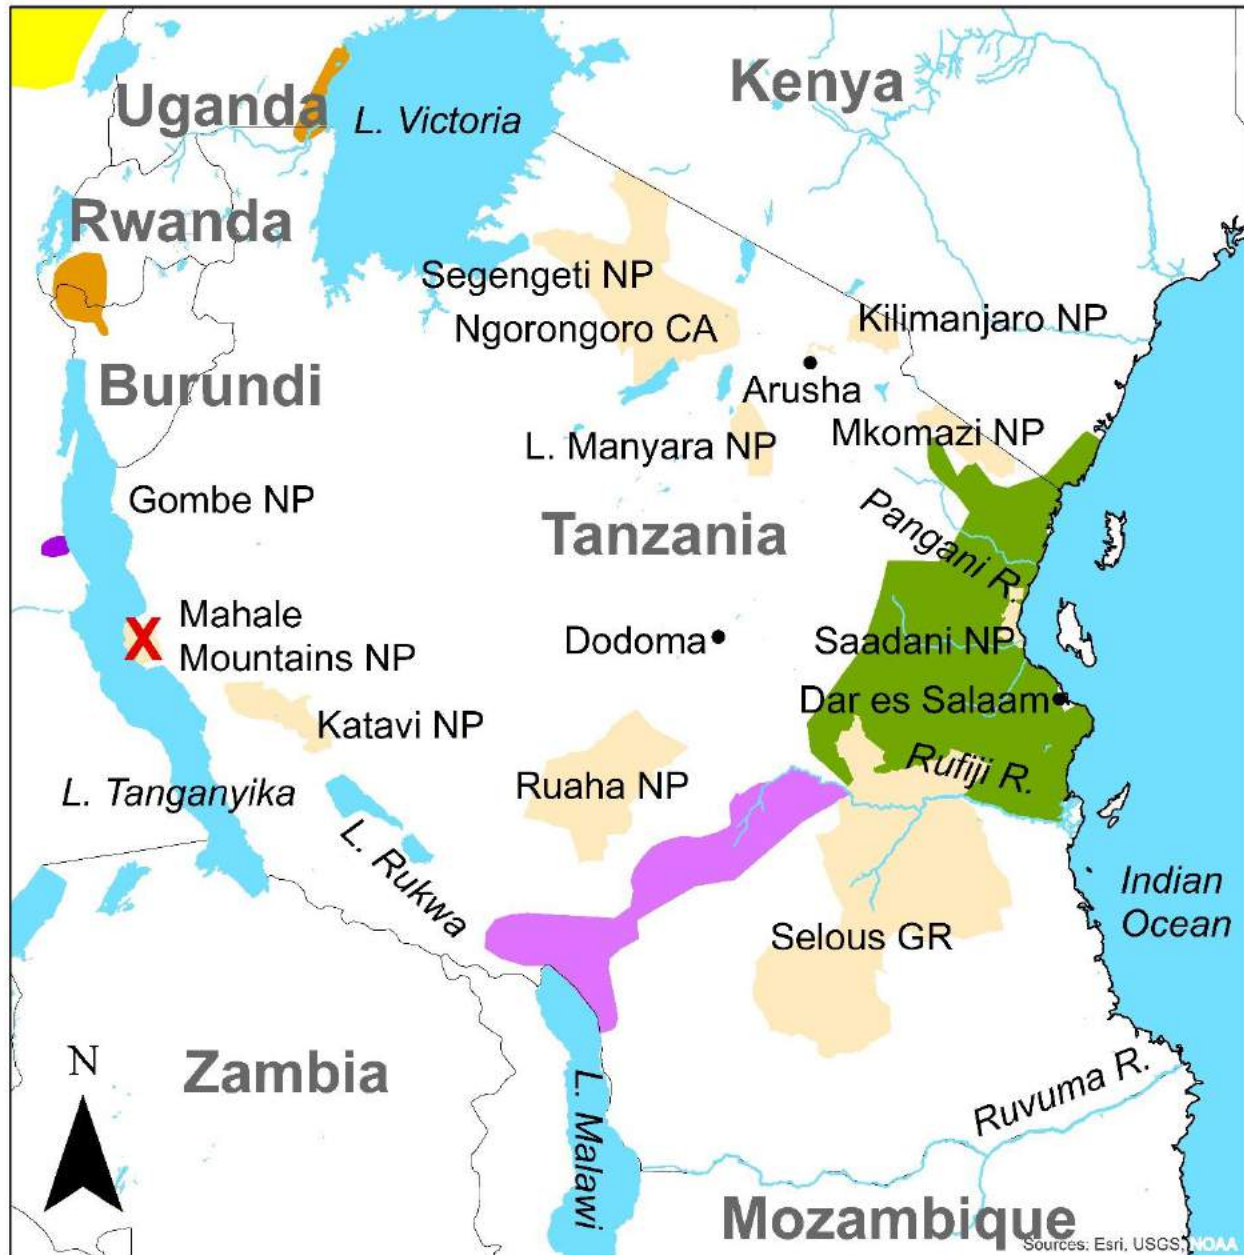 Kenya
Uganda
L. Victoria
Rwanda
Segengeti NP
Ngorongoro CA
Kilimanjaro NP
Burundi
Arusha
L. Manyara NP
Mkomazi NP
Gombe NP
Tanzania
Pangani R.
Mahale
Mountains NP
Dodoma
Saadani NP
Dar es Salaam
Katavi NP
Ruaha NP
Rufiji R.
L. Tanganyika
L. Rukwa
Indian
Ocean
Selous GR
N
Zambia
L. Malawi
Ruvuma R.
Mozambique
Sources: Esri, USGS, NOAA
X